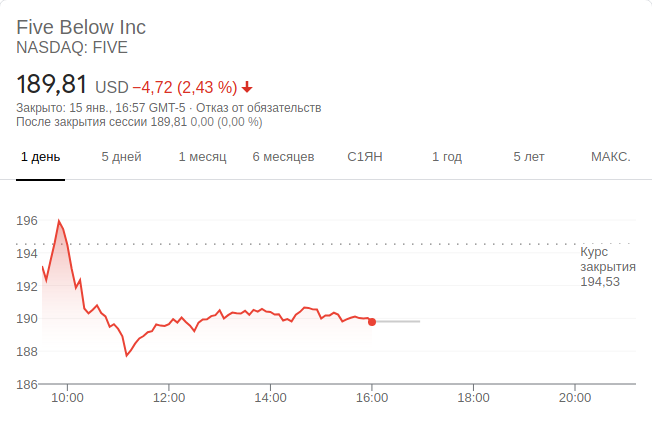 Five Below Inc
NASDAQ: FIVE
189,81 USD −4,72 (2,43 %)
Закрыто: 15 янв., 16:57 GMT-5 · Отказ от обязательств
После закрытия сессии 189,81 0,00 (0,00 %)
1 день 5 дней 1 месяц 6 месяцев С1ЯН 1 год 5 лет МАКС.
196
194
192
190
188
186
Курс
закрытия
194,53
10:00 12:00 14:00 16:00 18:00 20:00